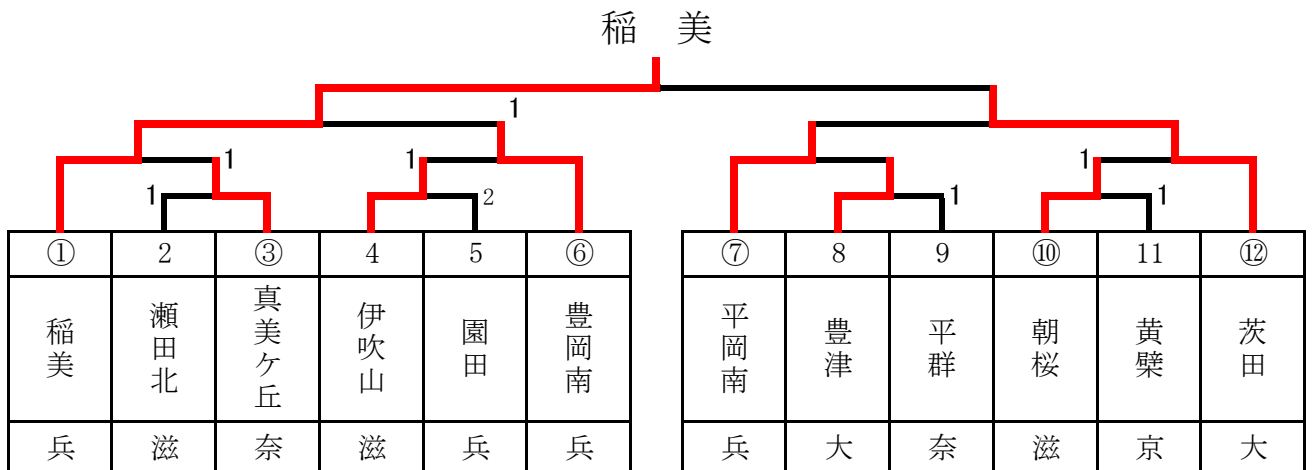 稲 美
1
1 1 1
1 2 1 1
① 2 ③ 4 5 ⑥ ⑦ 8 9 ⑩ 11 ⑫
稲美 瀬田北 真美ケ丘 伊吹山 園田 豊岡南 平岡南 豊津 平群 朝桜 黄檗 茨田
兵 滋 奈 滋 兵 兵 兵 大 奈 滋 京 大